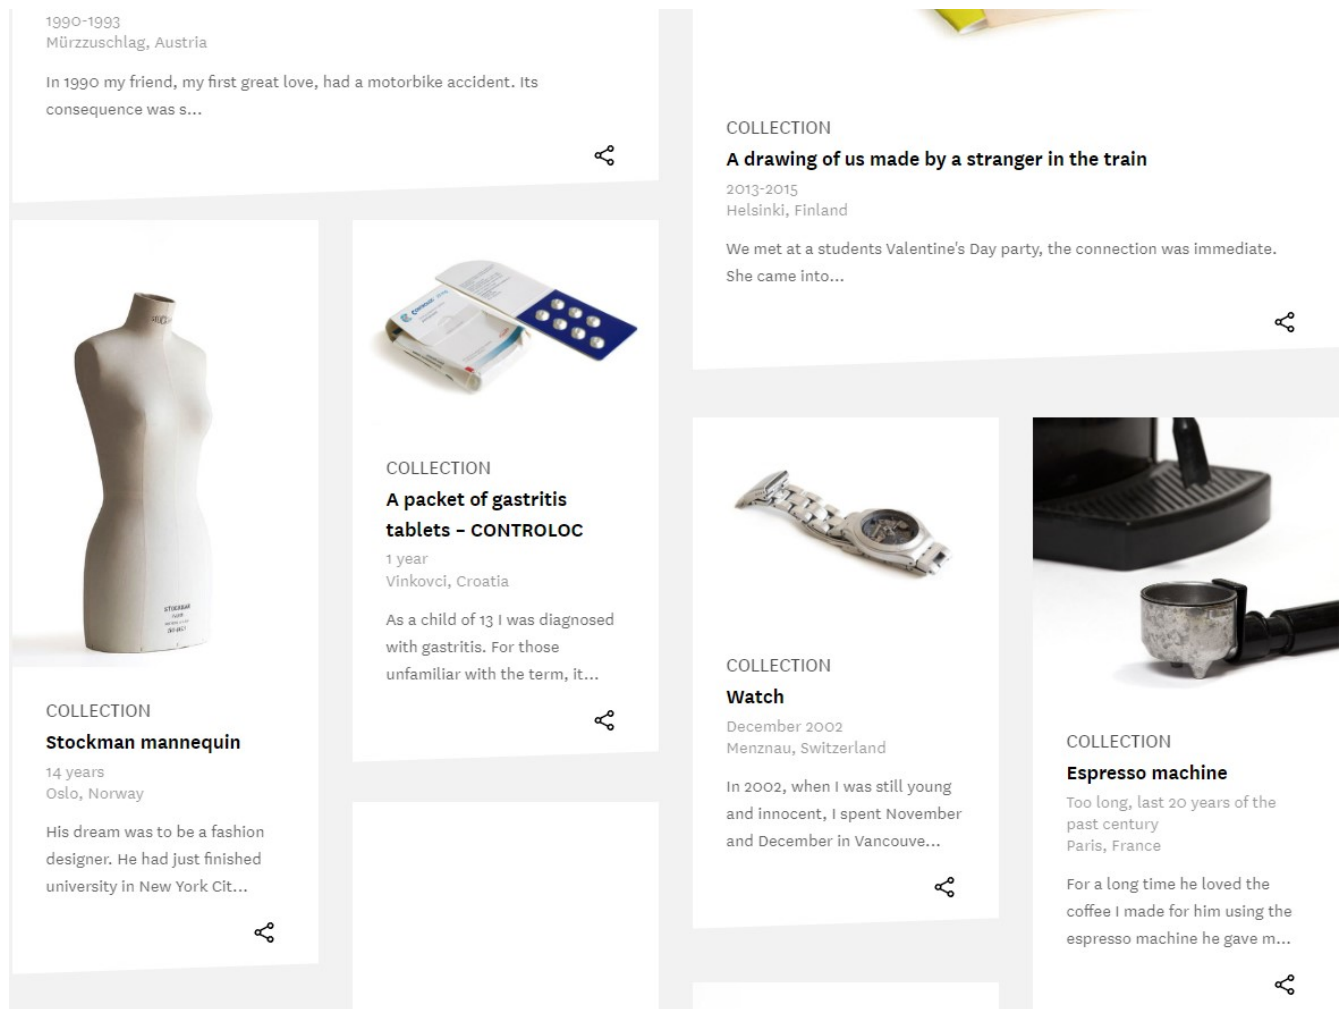 1990-1993
Mürzzuschlag, Austria
In 1990 my friend, my first great love, had a motorbike accident. Its
consequence was s...
COLLECTION
A drawing of us made by a stranger in the train
2013-2015
Helsinki, Finland
We met at a students Valentine's Day party, the connection was immediate.
She came into...
STOCKMAN
COLLECTION
Stockman mannequin
14 years
Oslo, Norway
His dream was to be a fashion
designer. He had just finished
university in New York Cit...
CONTROLOC
COLLECTION
A packet of gastritis
tablets – CONTROLOC
1 year
Vinkovci, Croatia
As a child of 13 I was diagnosed
with gastritis. For those
unfamiliar with the term, it...
COLLECTION
Watch
December 2002
Menznau, Switzerland
In 2002, when I was still young
and innocent, I spent November
and December in Vancouve...
COLLECTION
Espresso machine
Too long, last 20 years of the
past century
Paris, France
For a long time he loved the
coffee I made for him using the
espresso machine he gave m...